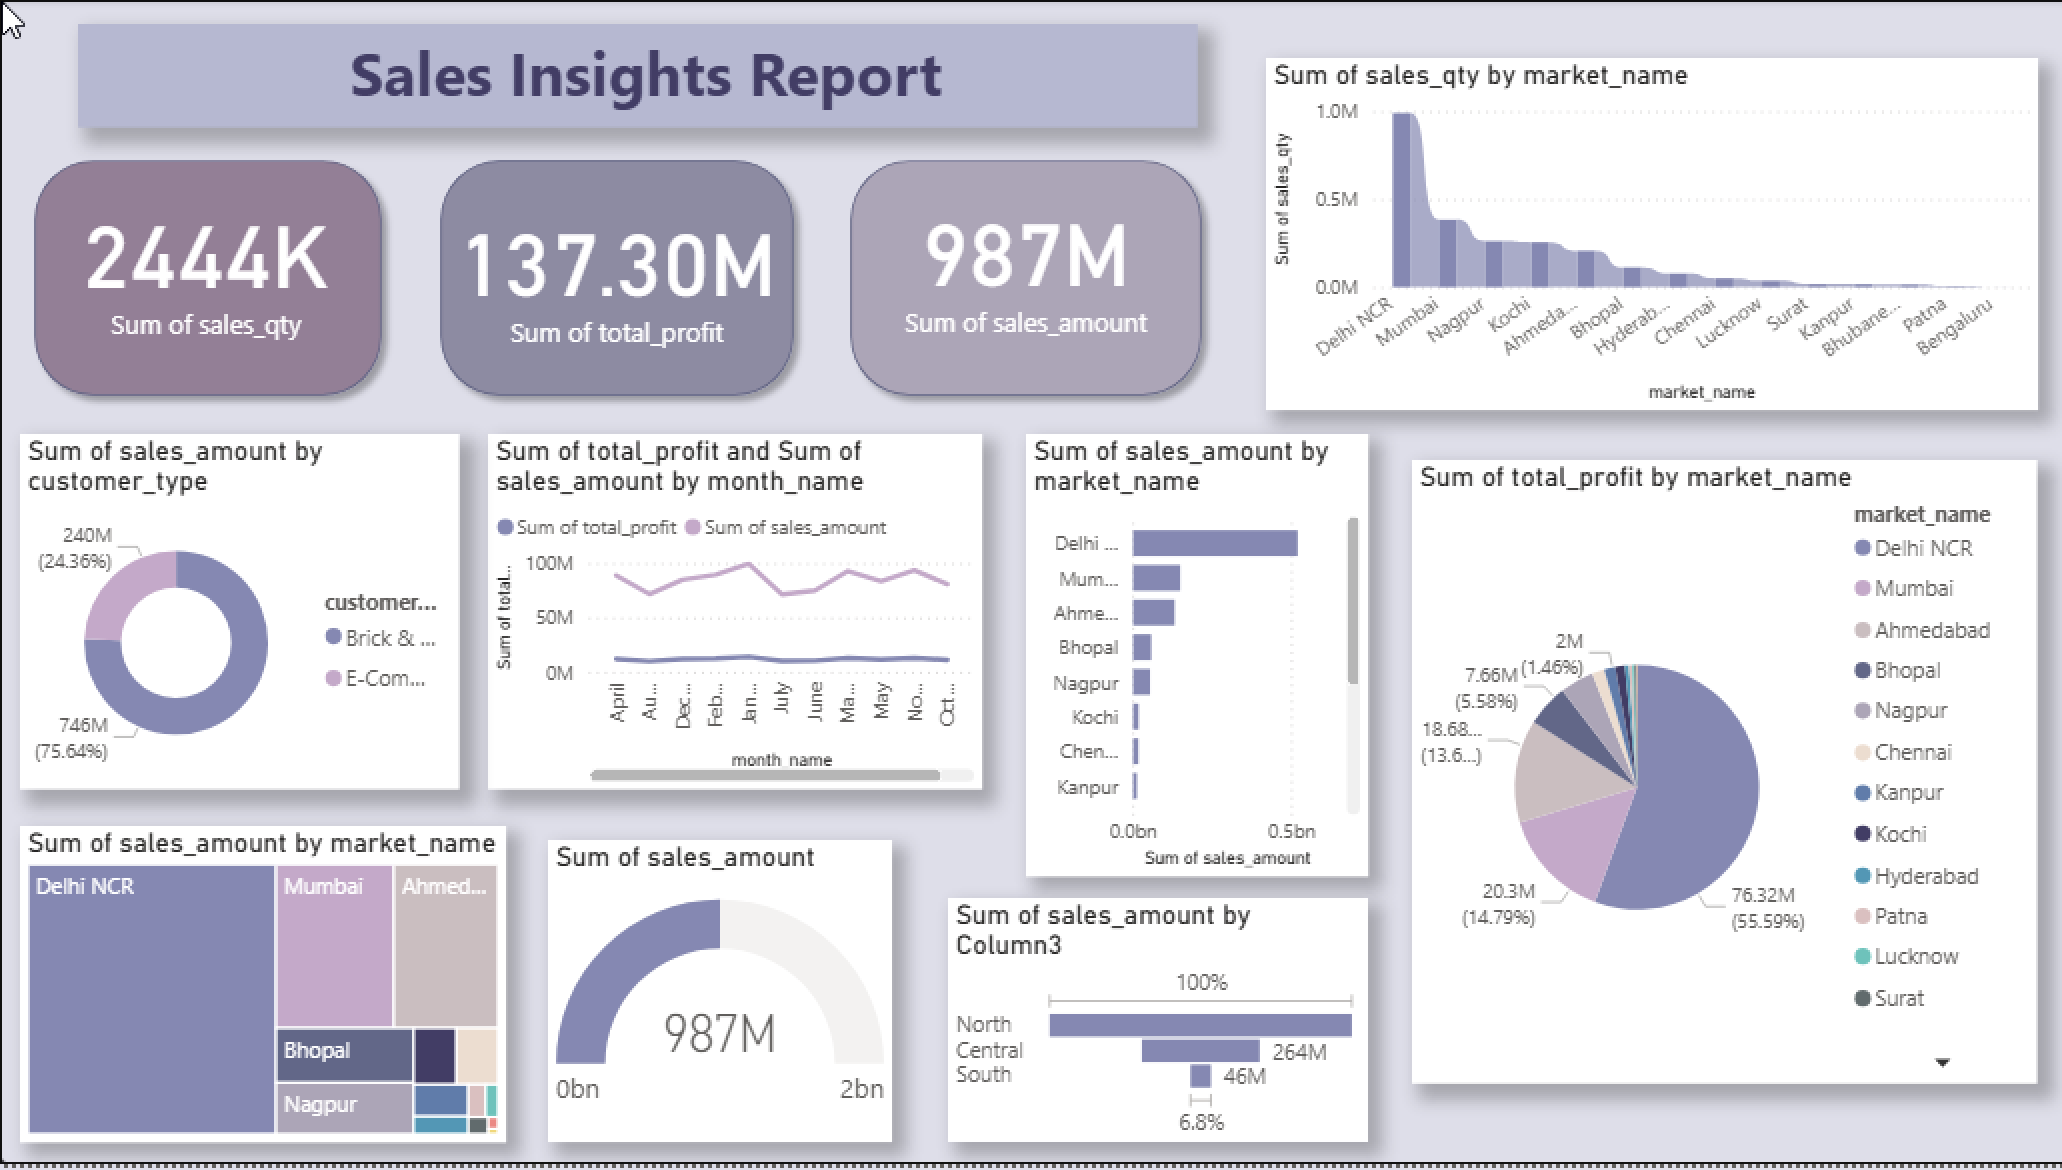 Sales Insights Report
2444K
Sum of sales_qty
137.30M
Sum of total_profit
987M
Sum of sales_amount
Sum of sales_qty by market_name
Sum of sales_qty
1.0M
0.5M
0.0M
Delhi NCR
Mumbai
Nagpur
Kochi
Ahmeda...
Bhopal
Hyderab...
Chennai
Lucknow
Surat
Kanpur
Bhubane...
Patna
Bengaluru
market_name
Sum of sales_amount by
customer_type
240M
(24.36%)
746M
(75.64%)
customer...
Brick & ...
E-Com...
Sum of total_profit and Sum of
sales_amount by month_name
Sum of total_profit
Sum of sales_amount
Sum of total...
100M
50M
0M
April
Au...
Dec...
Feb...
Jan...
July
June
Ma...
May
No...
Oct...
month_name
Sum of sales_amount by
market_name
Delhi ...
Mum...
Ahme...
Bhopal
Nagpur
Kochi
Chen...
Kanpur
0.0bn
0.5bn
Sum of sales_amount
Sum of total_profit by market_name
2M
(1.46%)
7.66M
(5.58%)
18.68...
(13.6...)
20.3M
(14.79%)
76.32M
(55.59%)
market_name
Delhi NCR
Mumbai
Ahmedabad
Bhopal
Nagpur
Chennai
Kanpur
Kochi
Hyderabad
Patna
Lucknow
Surat
Sum of sales_amount by market_name
Delhi NCR
Mumbai
Ahmed...
Bhopal
Nagpur
Sum of sales_amount
987M
0bn
2bn
Sum of sales_amount by
Column3
100%
North
Central
264M
South
46M
6.8%